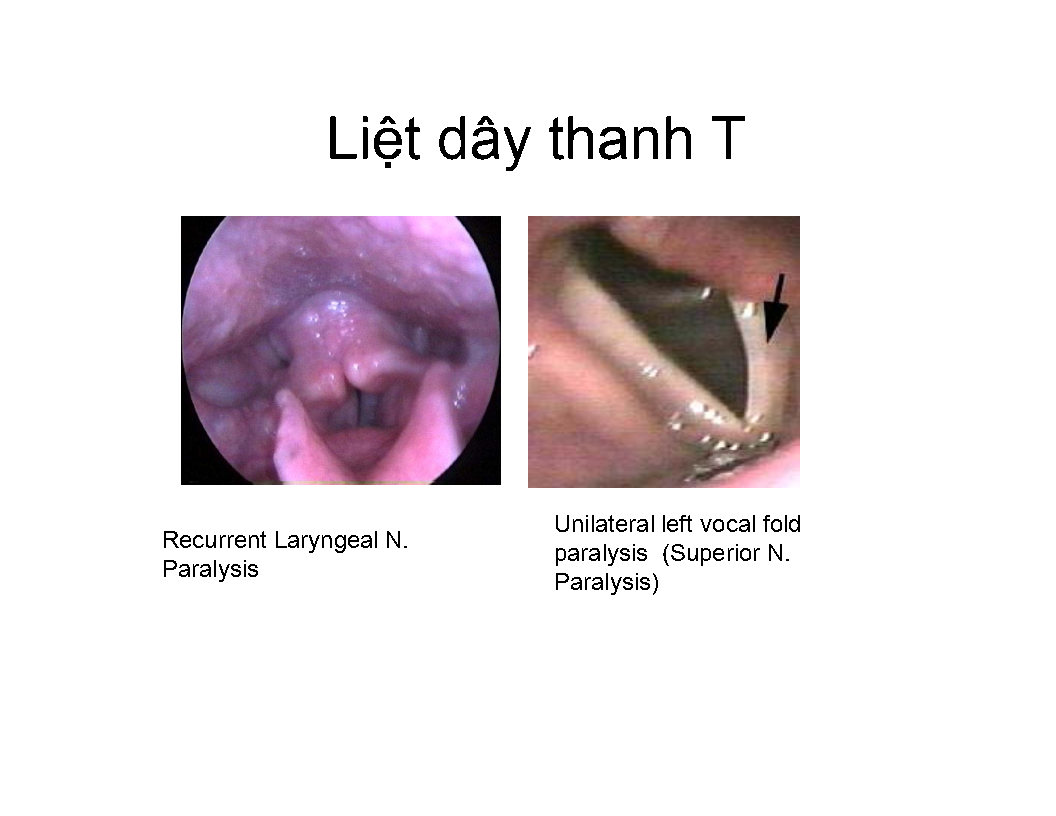 Liệt dây thanh T
Recurrent Laryngeal N.
Paralysis
Unilateral left vocal fold
paralysis (Superior N.
Paralysis)